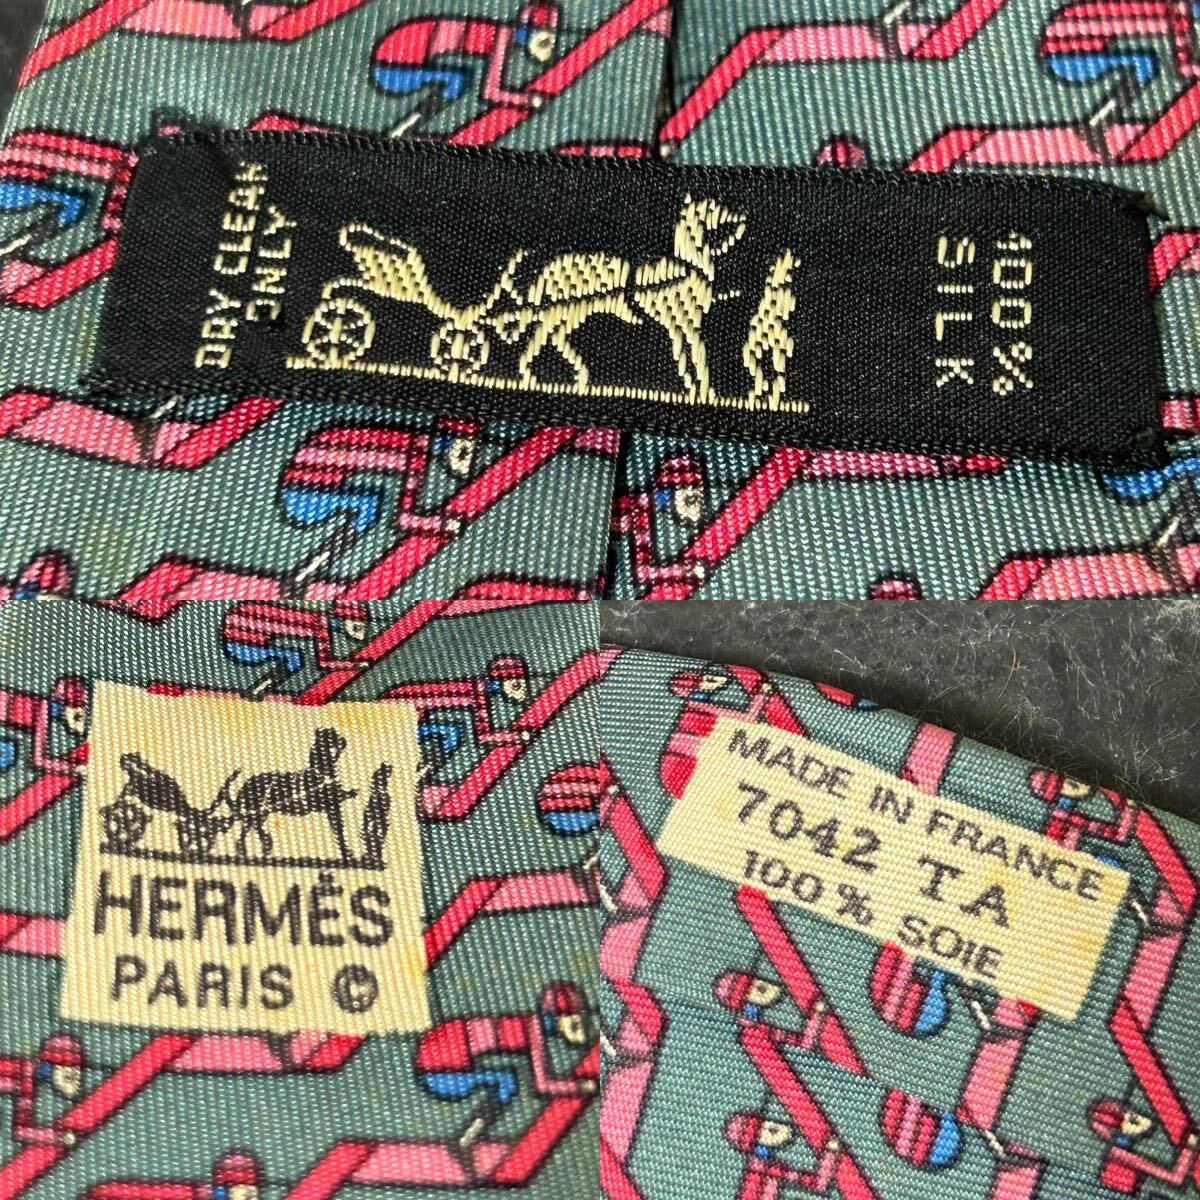 DRY CLEAN
ONLY
100%
SILK
HERMÈS
PARIS ©
MADE IN FRANCE
7042 TA
100% SOIE